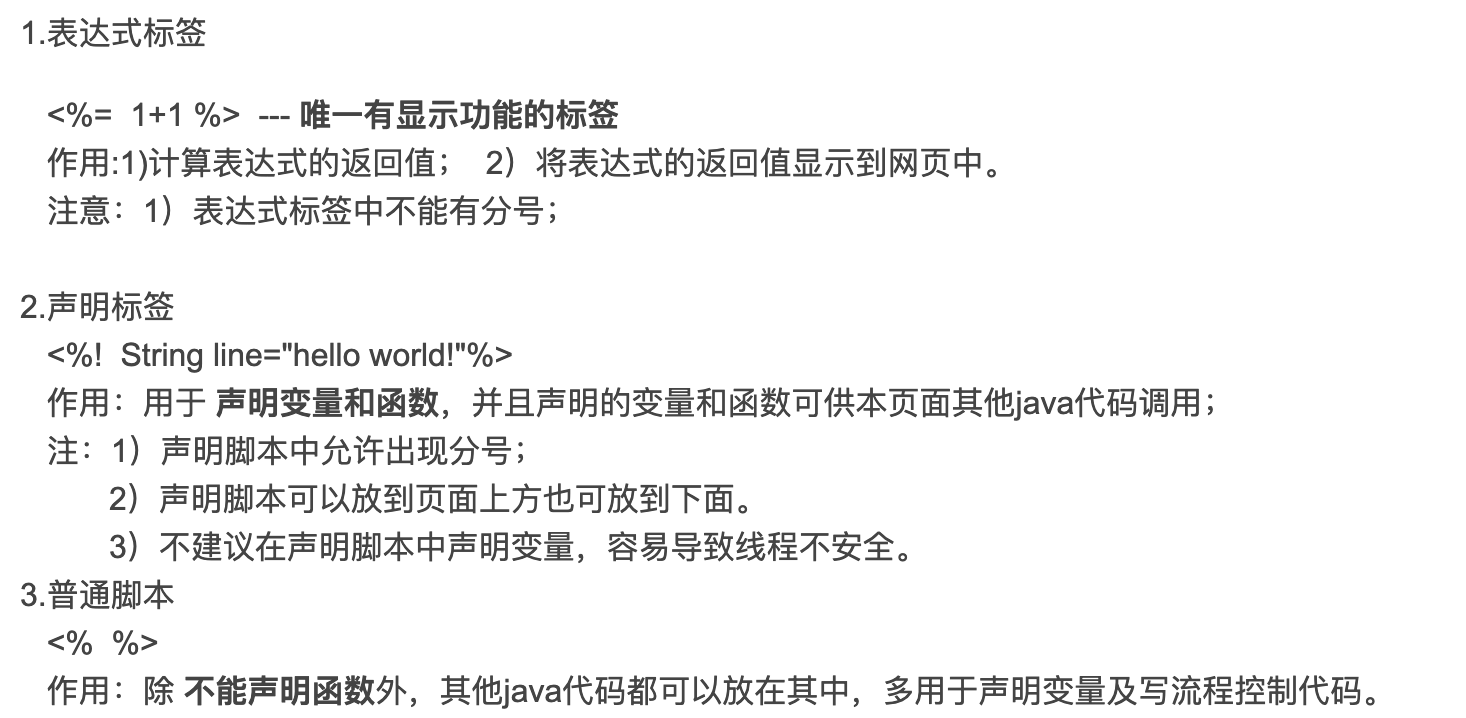 1.表达式标签
<%=  1+1 %>  --- 唯一有显示功能的标签
作用:1)计算表达式的返回值；  2）将表达式的返回值显示到网页中。
注意：1）表达式标签中不能有分号；
2.声明标签
<%!  String line="hello world!"%>
作用：用于 声明变量和函数，并且声明的变量和函数可供本页面其他java代码调用；
注：1）声明脚本中允许出现分号；
2）声明脚本可以放到页面上方也可放到下面。
3）不建议在声明脚本中声明变量，容易导致线程不安全。
3.普通脚本
<%  %>
作用：除 不能声明函数外，其他java代码都可以放在其中，多用于声明变量及写流程控制代码。